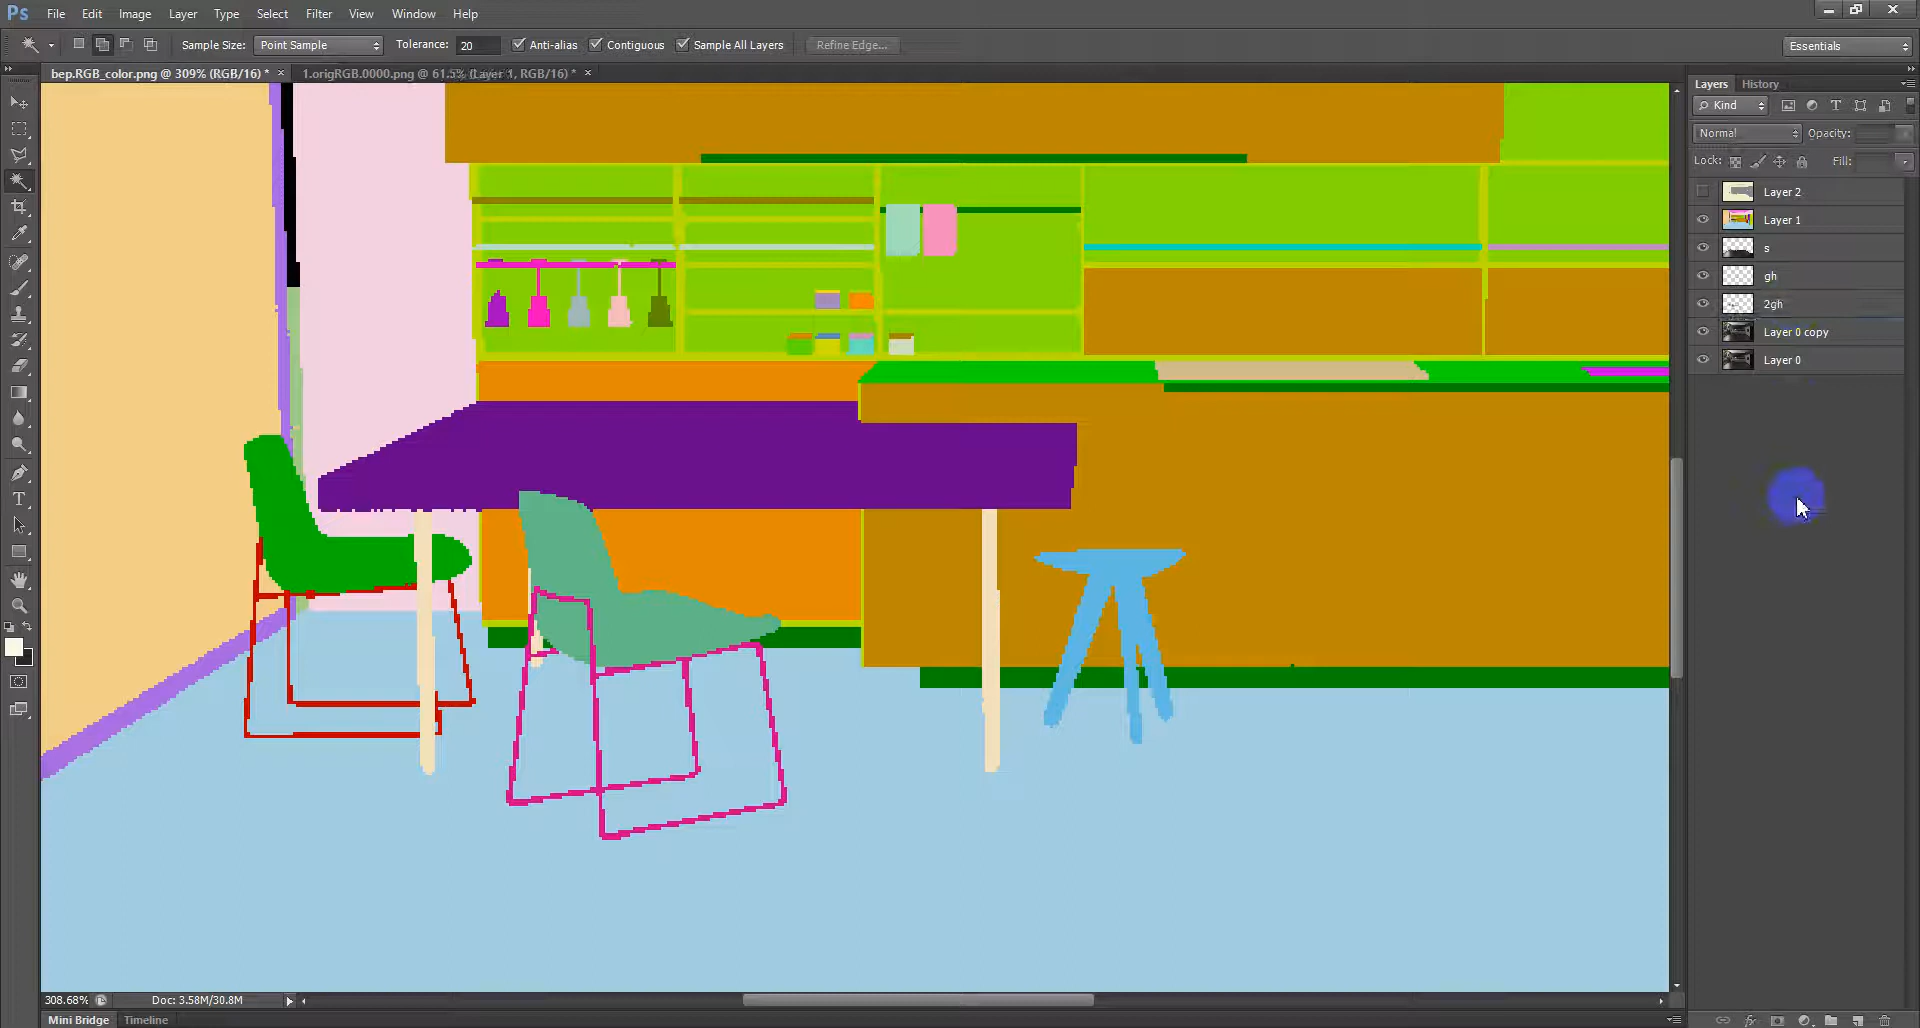 Ps File Edit Image Layer Type Select Filter View Window Help
Sample Size: Point Sample Tolerance: 20 Anti-alias Contiguous Sample All Layers Refine Edge... Essentials
bep.RGB_color.png @ 309% (RGB/16) * × 1.origRGB.0000.png @ 61.5% (Layer 1, RGB/16) * ×
Layers History
Kind
Normal Opacity:
Lock: Fill:
Layer 2
Layer 1
s
gh
2gh
Layer 0 copy
Layer 0
308.68% Doc: 3.58M/30.8M
Mini Bridge Timeline